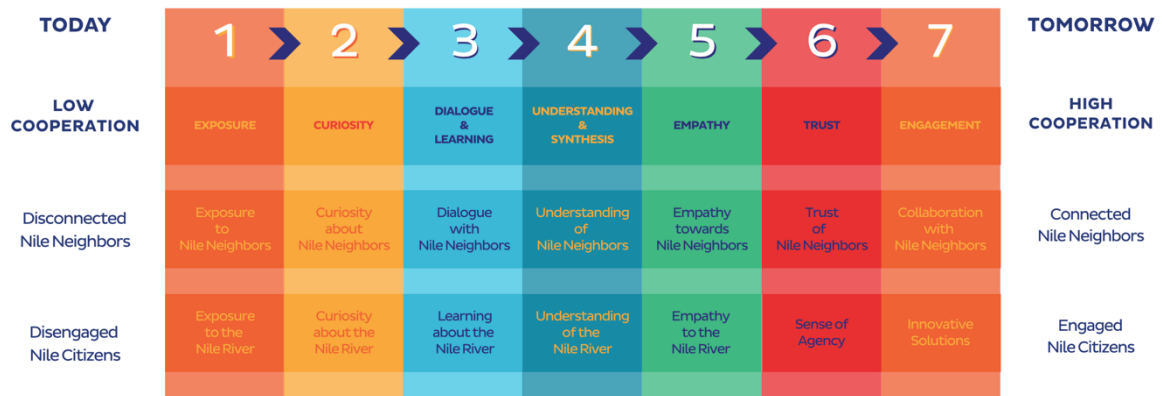 TODAY
1
2
3
4
5
6
7
TOMORROW
LOW
COOPERATION
EXPOSURE
CURIOSITY
DIALOGUE
&
LEARNING
UNDERSTANDING
&
SYNTHESIS
EMPATHY
TRUST
ENGAGEMENT
HIGH
COOPERATION
Disconnected
Nile Neighbors
Exposure
to
Nile Neighbors
Curiosity
about
Nile Neighbors
Dialogue
with
Nile Neighbors
Understanding
of
Nile Neighbors
Empathy
towards
Nile Neighbors
Trust
of
Nile Neighbors
Collaboration
with
Nile Neighbors
Connected
Nile Neighbors
Disengaged
Nile Citizens
Exposure
to the
Nile River
Curiosity
about the
Nile River
Learning
about the
Nile River
Understanding
of the
Nile River
Empathy
to the
Nile River
Sense of
Agency
Innovative
Solutions
Engaged
Nile Citizens